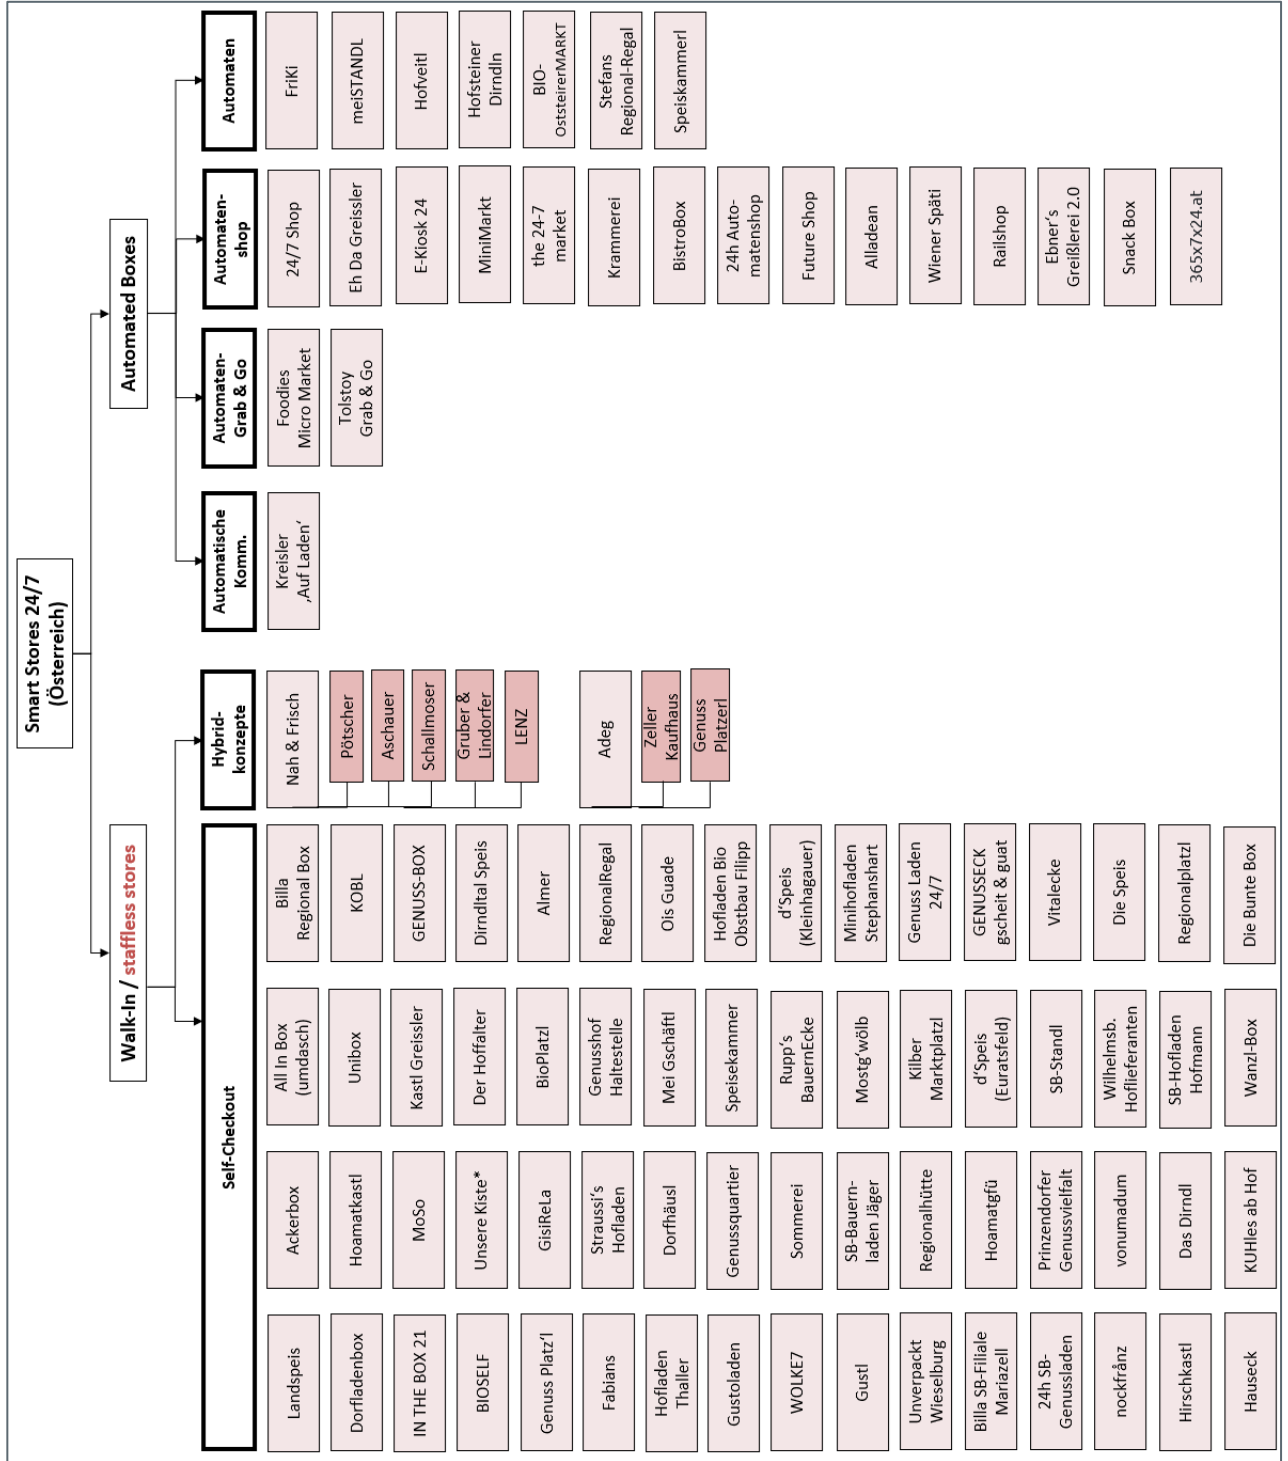 Smart Stores 24/7
(Österreich)
Walk-In / staffless stores
Automated Boxes
Self-Checkout
Hybrid-
konzepte
Automatische
Komm.
Automaten-
Grab & Go
Automaten-
shop
Automaten
Landspeis
Dorfladenbox
IN THE BOX 21
BIOSELF
Genuss Platz'l
Fabians
Hofladen
Thaller
Gustoladen
WOLKE7
Gustl
Unverpackt
Wieselburg
Billa SB-Filiale
Mariazell
24h SB-
Genussladen
nockfrånz
Hirschkastl
Hauseck
Ackerbox
Hoamatkastl
MoSo
Unsere Kiste*
GisiReLa
Straussi's
Hofladen
Dorfhäusl
Genussquartier
Sommerei
SB-Bauern-
laden Jäger
Regionalhütte
Hoamatgfü
Prinzendorfer
Genussvielfalt
vonumadum
Das Dirndl
KUHles ab Hof
All In Box
(umdasch)
Unibox
Kastl Greissler
Der Hoffalter
BioPlatzl
Genusshof
Haltestelle
Mei Gschäftl
Speisekammer
Rupp's
BauernEcke
Mostg'wölb
Kilber
Marktplatzl
d'Speis
(Euratsfeld)
SB-Standl
Wilhelmsb.
Hoflieferanten
SB-Hofladen
Hofmann
Wanzl-Box
Billa
Regional Box
KOBL
GENUSS-BOX
Dirndltal Speis
Almer
RegionalRegal
Ois Guade
Hofladen Bio
Obstbau Filipp
d'Speis
(Kleinhagauer)
Minihofladen
Stephanshart
Genuss Laden
24/7
GENUSSECK
gscheit & guat
Vitalecke
Die Speis
Regionalplatzl
Die Bunte Box
Nah & Frisch
Pötscher
Aschauer
Schallmoser
Gruber &
Lindorfer
LENZ
Adeg
Zeller
Kaufhaus
Genuss
Platzerl
Kreisler
‚Auf Laden‘
Foodies
Micro Market
Tolstoy
Grab & Go
24/7 Shop
Eh Da Greissler
E-Kiosk 24
MiniMarkt
the 24-7
market
Krammerei
BistroBox
24h Auto-
matenshop
Future Shop
Alladean
Wiener Späti
Railshop
Ebner's
Greißlerei 2.0
Snack Box
365x7x24.at
FriKi
meiSTANDL
Hofveitl
Hofsteiner
Dirndln
BIO-
OststeirerMARKT
Stefans
Regional-Regal
Speiskammerl